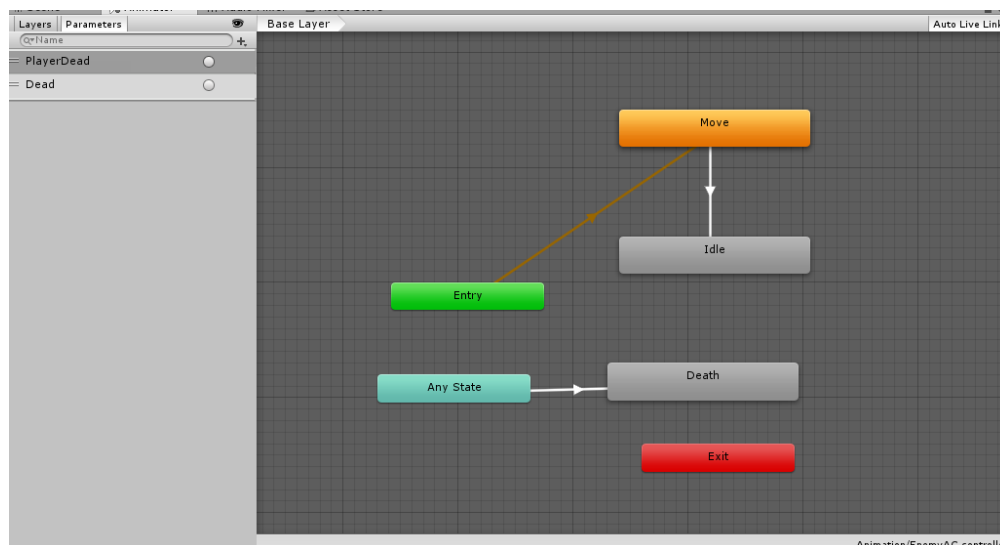 Layers Parameters
Base Layer
Auto Live Link
Name
PlayerDead
Dead
Move
Idle
Entry
Any State
Death
Exit